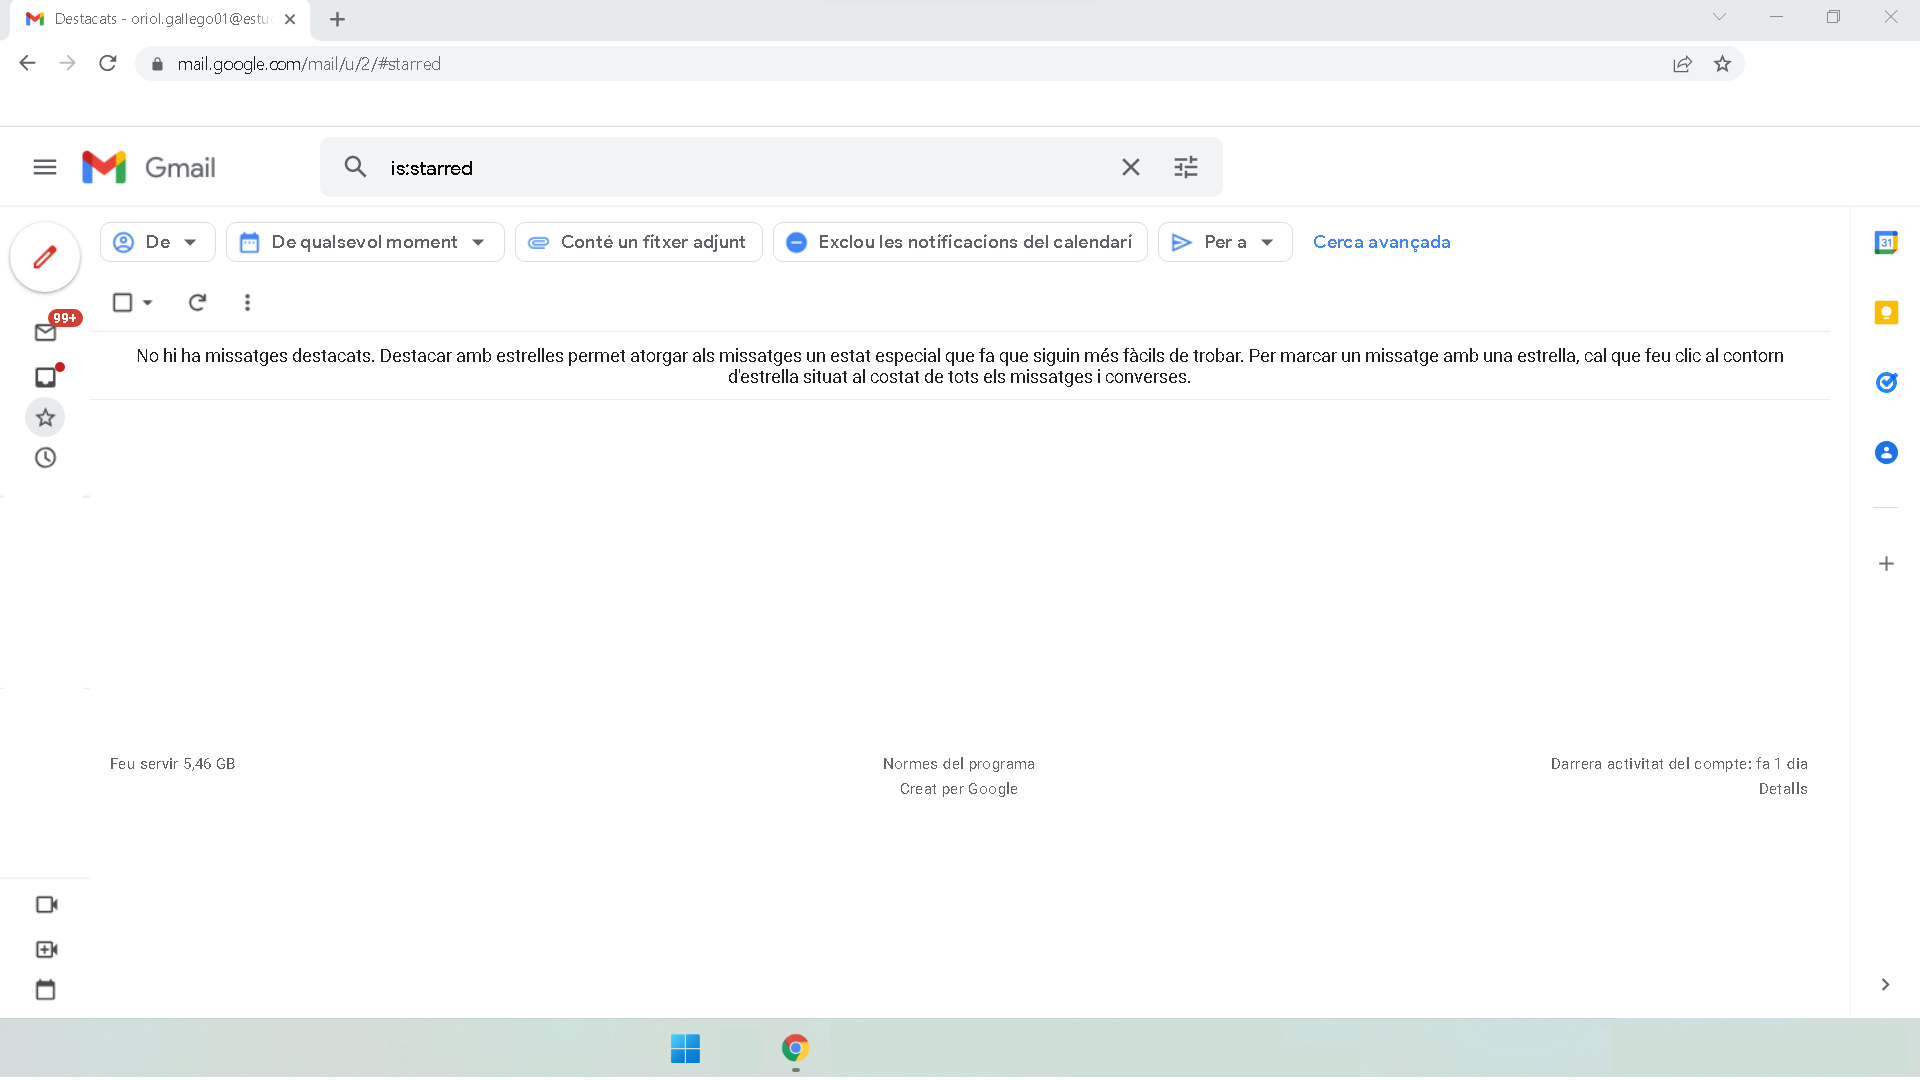 Destacats - oriol.gallego01@estu
mail.google.com/mail/u/2/#starred
Gmail
is:starred
De
De qualsevol moment
Conté un fitxer adjunt
Exclou les notificacions del calendari
Per a
Cerca avançada
31
99+
No hi ha missatges destacats. Destacar amb estrelles permet atorgar als missatges un estat especial que fa que siguin més fàcils de trobar. Per marcar un missatge amb una estrella, cal que feu clic al contorn
d'estrella situat al costat de tots els missatges i converses.
Feu servir 5,46 GB
Normes del programa
Darrera activitat del compte: fa 1 dia
Creat per Google
Detalls